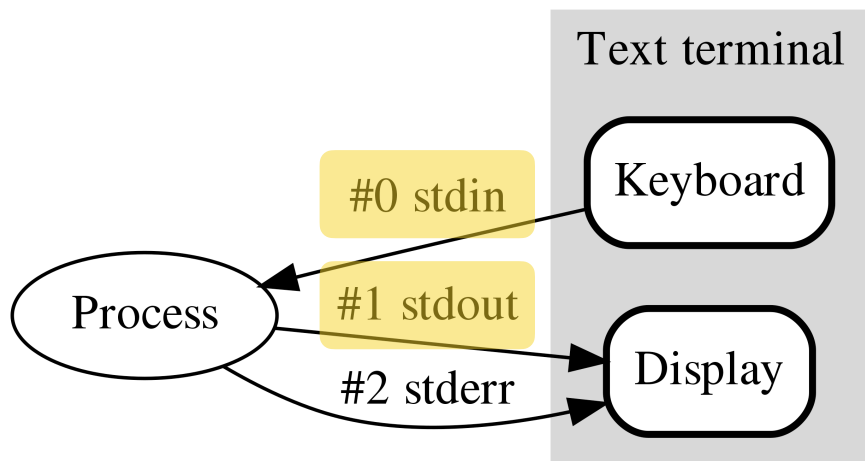 Text terminal
Keyboard
#0 stdin
Process
#1 stdout
Display
#2 stderr